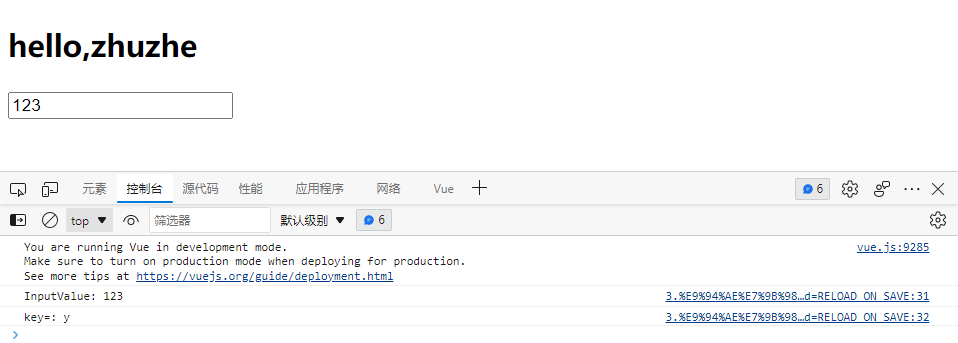 hello,zhuzhe
123
元素 控制台 源代码 性能 应用程序 网络 Vue 6
top 筛选器 默认级别 6
You are running Vue in development mode. vue.js:9285
Make sure to turn on production mode when deploying for production.
See more tips at https://vuejs.org/guide/deployment.html
InputValue: 123 3.%E9%94%AE%E7%9B%98…d=RELOAD_ON_SAVE:31
key=: y 3.%E9%94%AE%E7%9B%98…d=RELOAD_ON_SAVE:32